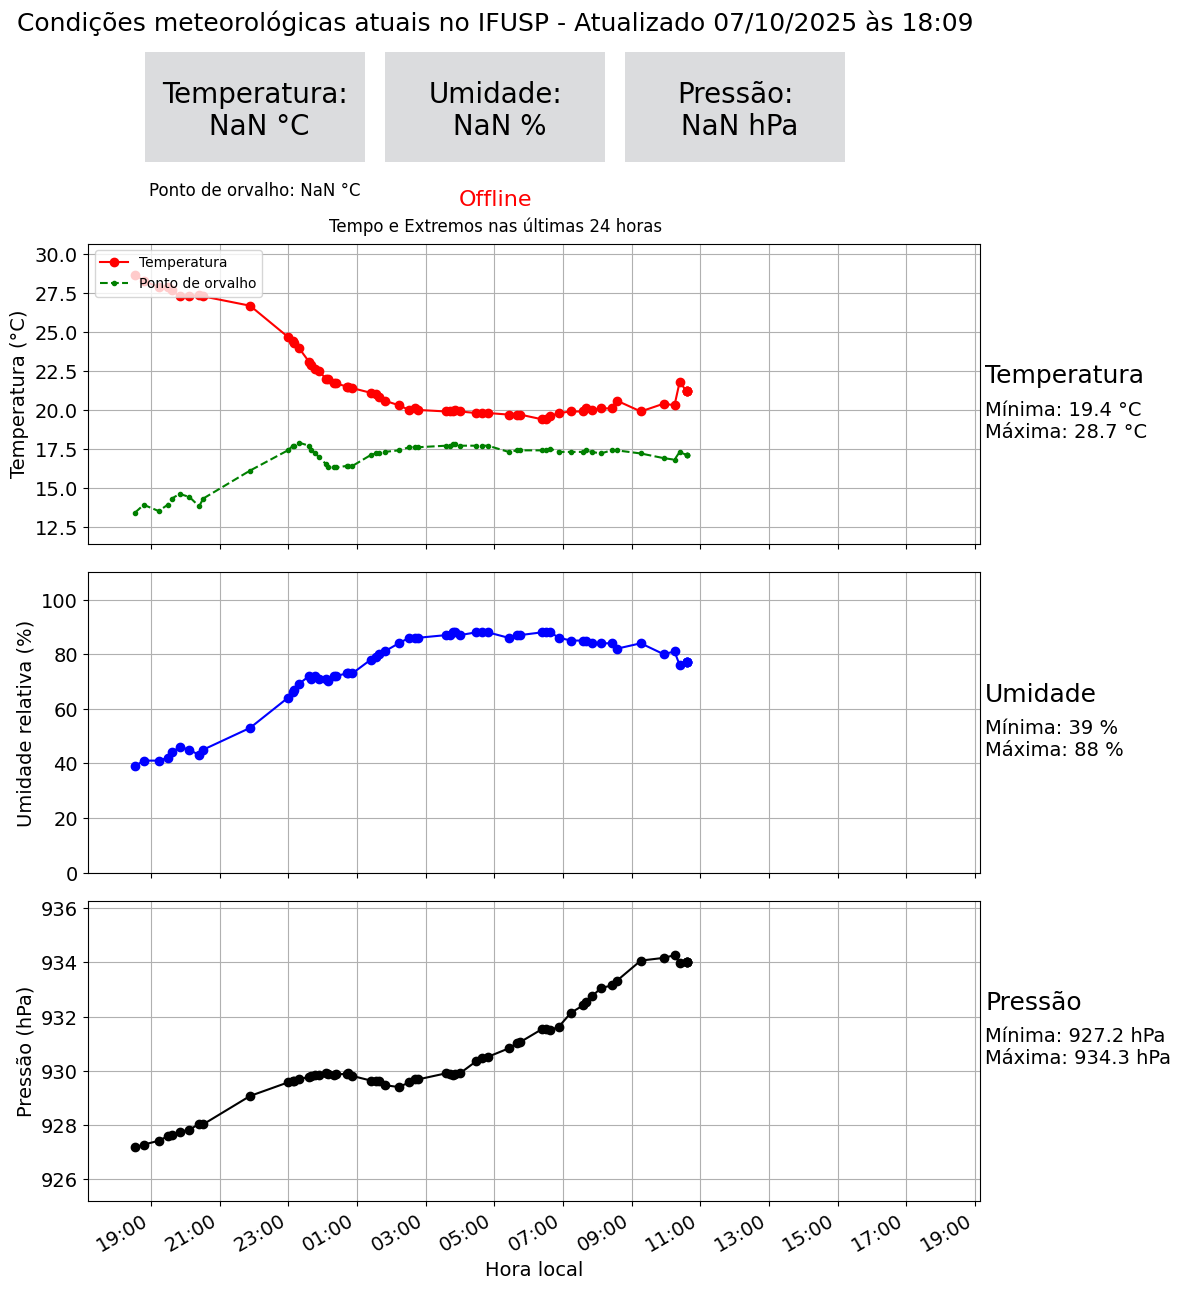 Condições meteorológicas atuais no IFUSP - Atualizado 07/10/2025 às 18:09
Temperatura:
NaN °C
Umidade:
NaN %
Pressão:
NaN hPa
Ponto de orvalho: NaN °C
Offline
Tempo e Extremos nas últimas 24 horas
Temperatura (°C)
30.0
27.5
25.0
22.5
20.0
17.5
15.0
12.5
Temperatura
Ponto de orvalho
Temperatura
Mínima: 19.4 °C
Máxima: 28.7 °C
Umidade relativa (%)
100
80
60
40
20
0
Umidade
Mínima: 39 %
Máxima: 88 %
Pressão (hPa)
936
934
932
930
928
926
Pressão
Mínima: 927.2 hPa
Máxima: 934.3 hPa
19:00 21:00 23:00 01:00 03:00 05:00 07:00 09:00 11:00 13:00 15:00 17:00 19:00
Hora local